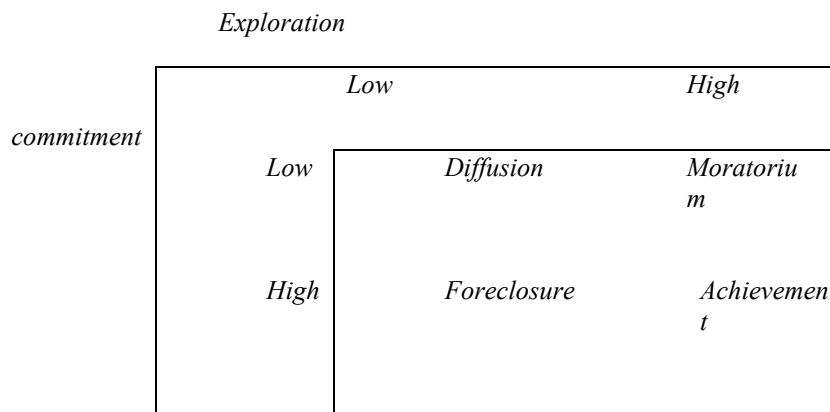 Exploration
Low High
commitment
Low Diffusion Moratoriu
m
High Foreclosure Achievemen
t